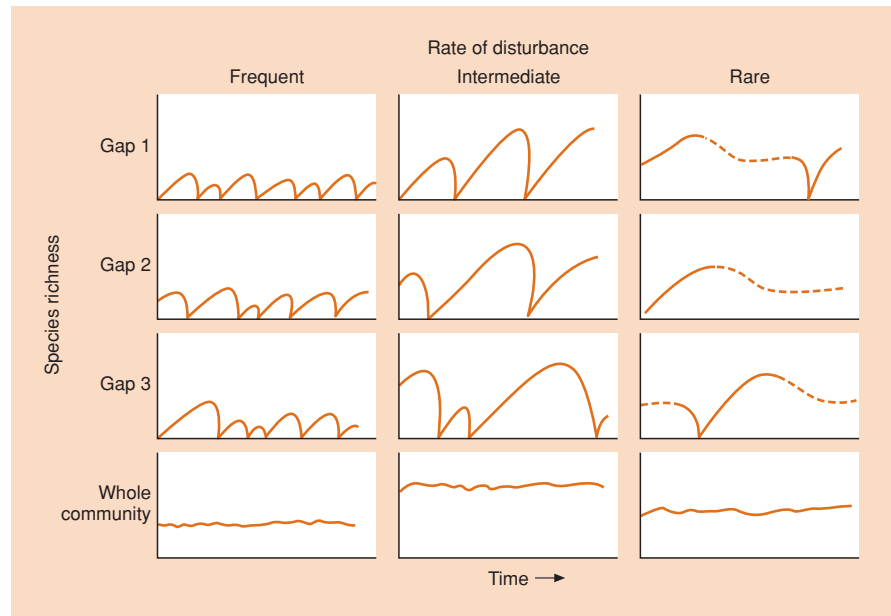 Rate of disturbance
Frequent
Intermediate
Rare
Species richness
Gap 1
Gap 2
Gap 3
Whole
community
Time